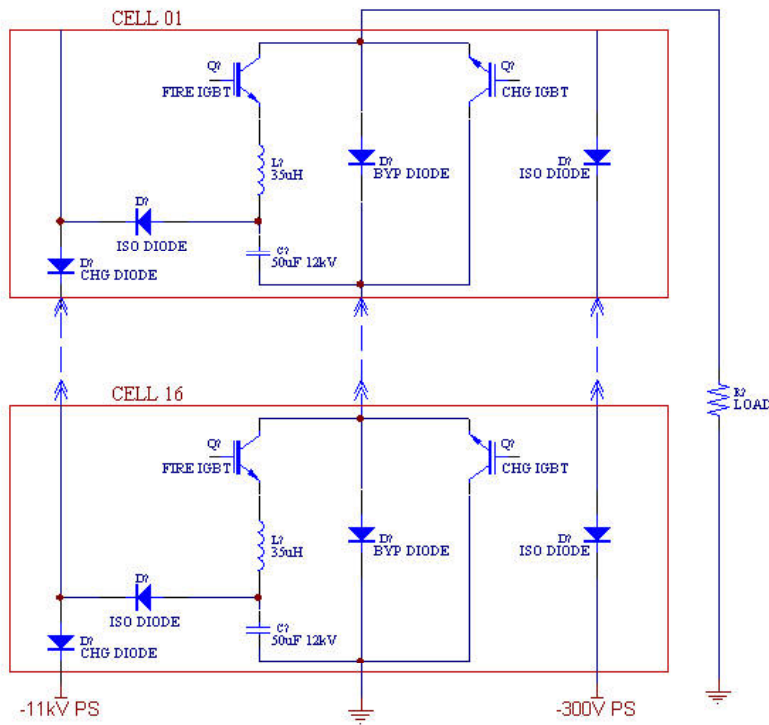 CELL 01
Q?
FIRE IGBT
Q?
CHG IGBT
L?
35uH
D?
BYP DIODE
D?
ISO DIODE
D?
ISO DIODE
C?
50uF 12kV
D?
CHG DIODE
CELL 16
R?
LOAD
Q?
FIRE IGBT
Q?
CHG IGBT
L?
35uH
D?
BYP DIODE
D?
ISO DIODE
D?
ISO DIODE
C?
50uF 12kV
D?
CHG DIODE
-11kV PS
-300V PS